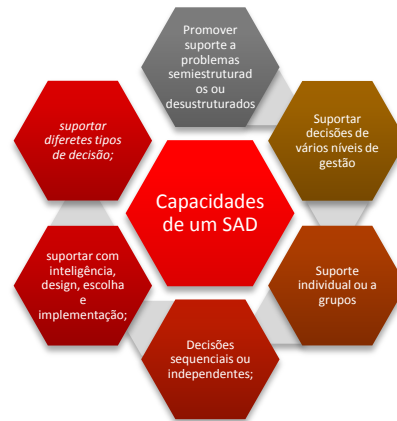 Promover
suporte a
problemas
semiestruturad
os ou
desustruturados
Suportar
decisões de
vários níveis de
gestão
Suporte
individual ou a
grupos
Decisões
sequenciais ou
independentes;
suportar com
inteligência,
design, escolha
e
implementação;
suportar
diferetes tipos
de decisão;
Capacidades
de um SAD